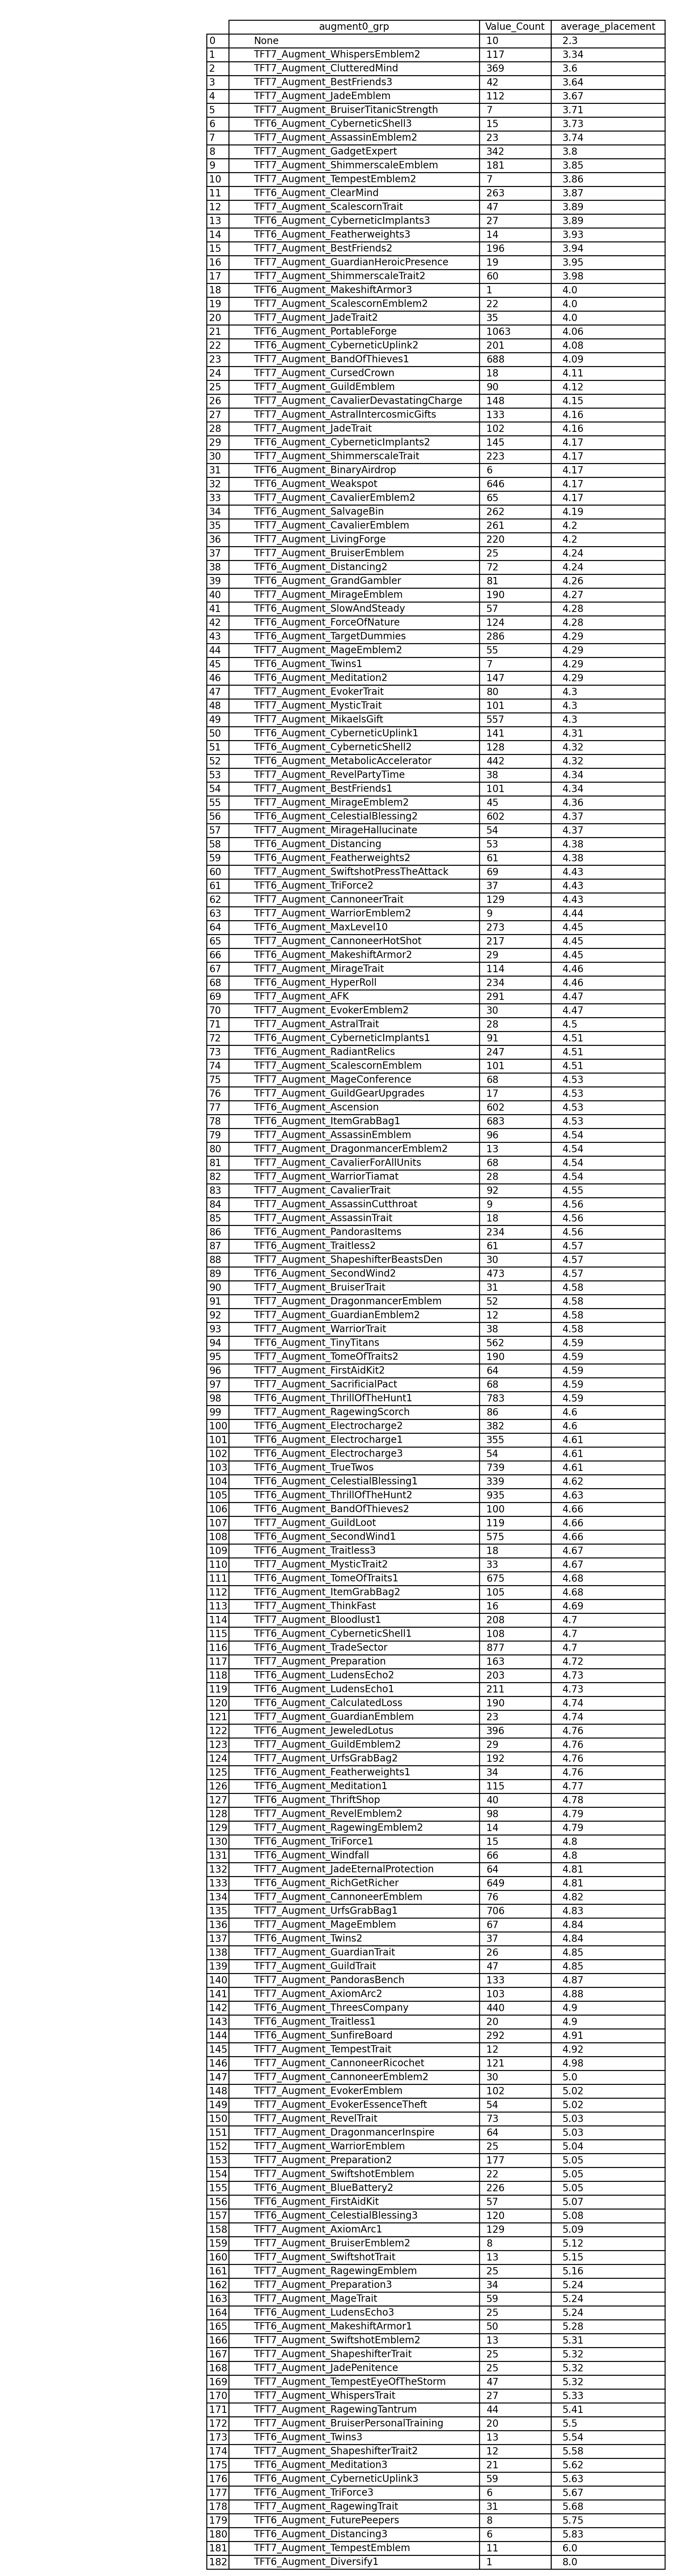 augment0_grp Value_Count average_placement
0 None 10 2.3
1 TFT7_Augment_WhispersEmblem2 117 3.34
2 TFT7_Augment_ClutteredMind 369 3.6
3 TFT7_Augment_BestFriends3 42 3.64
4 TFT7_Augment_JadeEmblem 112 3.67
5 TFT7_Augment_BruiserTitanicStrength 7 3.71
6 TFT6_Augment_CyberneticShell3 15 3.73
7 TFT7_Augment_AssassinEmblem2 23 3.74
8 TFT7_Augment_GadgetExpert 342 3.8
9 TFT7_Augment_ShimmerscaleEmblem 181 3.85
10 TFT7_Augment_TempestEmblem2 7 3.86
11 TFT6_Augment_ClearMind 263 3.87
12 TFT7_Augment_ScalescornTrait 47 3.89
13 TFT6_Augment_CyberneticImplants3 27 3.89
14 TFT6_Augment_Featherweights3 14 3.93
15 TFT7_Augment_BestFriends2 196 3.94
16 TFT7_Augment_GuardianHeroicPresence 19 3.95
17 TFT7_Augment_ShimmerscaleTrait2 60 3.98
18 TFT6_Augment_MakeshiftArmor3 1 4.0
19 TFT7_Augment_ScalescornEmblem2 22 4.0
20 TFT7_Augment_JadeTrait2 35 4.0
21 TFT6_Augment_PortableForge 1063 4.06
22 TFT6_Augment_CyberneticUplink2 201 4.08
23 TFT7_Augment_BandOfThieves1 688 4.09
24 TFT7_Augment_CursedCrown 18 4.11
25 TFT7_Augment_GuildEmblem 90 4.12
26 TFT7_Augment_CavalierDevastatingCharge 148 4.15
27 TFT7_Augment_AstralIntercosmicGifts 133 4.16
28 TFT7_Augment_JadeTrait 102 4.16
29 TFT6_Augment_CyberneticImplants2 145 4.17
30 TFT7_Augment_ShimmerscaleTrait 223 4.17
31 TFT6_Augment_BinaryAirdrop 6 4.17
32 TFT6_Augment_Weakspot 646 4.17
33 TFT7_Augment_CavalierEmblem2 65 4.17
34 TFT6_Augment_SalvageBin 262 4.19
35 TFT7_Augment_CavalierEmblem 261 4.2
36 TFT7_Augment_LivingForge 220 4.2
37 TFT7_Augment_BruiserEmblem 25 4.24
38 TFT6_Augment_Distancing2 72 4.24
39 TFT6_Augment_GrandGambler 81 4.26
40 TFT7_Augment_MirageEmblem 190 4.27
41 TFT6_Augment_SlowAndSteady 57 4.28
42 TFT6_Augment_ForceOfNature 124 4.28
43 TFT6_Augment_TargetDummies 286 4.29
44 TFT7_Augment_MageEmblem2 55 4.29
45 TFT6_Augment_Twins1 7 4.29
46 TFT6_Augment_Meditation2 147 4.29
47 TFT7_Augment_EvokerTrait 80 4.3
48 TFT7_Augment_MysticTrait 101 4.3
49 TFT7_Augment_MikaelsGift 557 4.3
50 TFT6_Augment_CyberneticUplink1 141 4.31
51 TFT6_Augment_CyberneticShell2 128 4.32
52 TFT6_Augment_MetabolicAccelerator 442 4.32
53 TFT7_Augment_RevelPartyTime 38 4.34
54 TFT7_Augment_BestFriends1 101 4.34
55 TFT7_Augment_MirageEmblem2 45 4.36
56 TFT6_Augment_CelestialBlessing2 602 4.37
57 TFT7_Augment_MirageHallucinate 54 4.37
58 TFT6_Augment_Distancing 53 4.38
59 TFT6_Augment_Featherweights2 61 4.38
60 TFT7_Augment_SwiftshotPressTheAttack 69 4.43
61 TFT6_Augment_TriForce2 37 4.43
62 TFT7_Augment_CannoneerTrait 129 4.43
63 TFT7_Augment_WarriorEmblem2 9 4.44
64 TFT6_Augment_MaxLevel10 273 4.45
65 TFT7_Augment_CannoneerHotShot 217 4.45
66 TFT6_Augment_MakeshiftArmor2 29 4.45
67 TFT7_Augment_MirageTrait 114 4.46
68 TFT6_Augment_HyperRoll 234 4.46
69 TFT7_Augment_AFK 291 4.47
70 TFT7_Augment_EvokerEmblem2 30 4.47
71 TFT7_Augment_AstralTrait 28 4.5
72 TFT6_Augment_CyberneticImplants1 91 4.51
73 TFT6_Augment_RadiantRelics 247 4.51
74 TFT7_Augment_ScalescornEmblem 101 4.51
75 TFT7_Augment_MageConference 68 4.53
76 TFT7_Augment_GuildGearUpgrades 17 4.53
77 TFT6_Augment_Ascension 602 4.53
78 TFT6_Augment_ItemGrabBag1 683 4.53
79 TFT7_Augment_AssassinEmblem 96 4.54
80 TFT7_Augment_DragonmancerEmblem2 13 4.54
81 TFT7_Augment_CavalierForAllUnits 68 4.54
82 TFT7_Augment_WarriorTiamat 28 4.54
83 TFT7_Augment_CavalierTrait 92 4.55
84 TFT7_Augment_AssassinCutthroat 9 4.56
85 TFT7_Augment_AssassinTrait 18 4.56
86 TFT6_Augment_PandorasItems 234 4.56
87 TFT6_Augment_Traitless2 61 4.57
88 TFT7_Augment_ShapeshifterBeastsDen 30 4.57
89 TFT6_Augment_SecondWind2 473 4.57
90 TFT7_Augment_BruiserTrait 31 4.58
91 TFT7_Augment_DragonmancerEmblem 52 4.58
92 TFT7_Augment_GuardianEmblem2 12 4.58
93 TFT7_Augment_WarriorTrait 38 4.58
94 TFT6_Augment_TinyTitans 562 4.59
95 TFT7_Augment_TomeOfTraits2 190 4.59
96 TFT7_Augment_FirstAidKit2 64 4.59
97 TFT7_Augment_SacrificialPact 68 4.59
98 TFT6_Augment_ThrillOfTheHunt1 783 4.59
99 TFT7_Augment_RagewingScorch 86 4.6
100 TFT6_Augment_Electrocharge2 382 4.6
101 TFT6_Augment_Electrocharge1 355 4.61
102 TFT6_Augment_Electrocharge3 54 4.61
103 TFT6_Augment_TrueTwos 739 4.61
104 TFT6_Augment_CelestialBlessing1 339 4.62
105 TFT6_Augment_ThrillOfTheHunt2 935 4.63
106 TFT6_Augment_BandOfThieves2 100 4.66
107 TFT7_Augment_GuildLoot 119 4.66
108 TFT6_Augment_SecondWind1 575 4.66
109 TFT6_Augment_Traitless3 18 4.67
110 TFT7_Augment_MysticTrait2 33 4.67
111 TFT6_Augment_TomeOfTraits1 675 4.68
112 TFT6_Augment_ItemGrabBag2 105 4.68
113 TFT7_Augment_ThinkFast 16 4.69
114 TFT7_Augment_Bloodlust1 208 4.7
115 TFT6_Augment_CyberneticShell1 108 4.7
116 TFT6_Augment_TradeSector 877 4.7
117 TFT7_Augment_Preparation 163 4.72
118 TFT6_Augment_LudensEcho2 203 4.73
119 TFT6_Augment_LudensEcho1 211 4.73
120 TFT6_Augment_CalculatedLoss 190 4.74
121 TFT7_Augment_GuardianEmblem 23 4.74
122 TFT6_Augment_JeweledLotus 396 4.76
123 TFT7_Augment_GuildEmblem2 29 4.76
124 TFT7_Augment_UrfsGrabBag2 192 4.76
125 TFT6_Augment_Featherweights1 34 4.76
126 TFT6_Augment_Meditation1 115 4.77
127 TFT6_Augment_ThriftShop 40 4.78
128 TFT7_Augment_RevelEmblem2 98 4.79
129 TFT7_Augment_RagewingEmblem2 14 4.79
130 TFT6_Augment_TriForce1 15 4.8
131 TFT6_Augment_Windfall 66 4.8
132 TFT7_Augment_JadeEternalProtection 64 4.81
133 TFT6_Augment_RichGetRicher 649 4.81
134 TFT7_Augment_CannoneerEmblem 76 4.82
135 TFT7_Augment_UrfsGrabBag1 706 4.83
136 TFT7_Augment_MageEmblem 67 4.84
137 TFT6_Augment_Twins2 37 4.84
138 TFT7_Augment_GuardianTrait 26 4.85
139 TFT7_Augment_GuildTrait 47 4.85
140 TFT7_Augment_PandorasBench 133 4.87
141 TFT7_Augment_AxiomArc2 103 4.88
142 TFT6_Augment_ThreesCompany 440 4.9
143 TFT6_Augment_Traitless1 20 4.9
144 TFT6_Augment_SunfireBoard 292 4.91
145 TFT7_Augment_TempestTrait 12 4.92
146 TFT7_Augment_CannoneerRicochet 121 4.98
147 TFT7_Augment_CannoneerEmblem2 30 5.0
148 TFT7_Augment_EvokerEmblem 102 5.02
149 TFT7_Augment_EvokerEssenceTheft 54 5.02
150 TFT7_Augment_RevelTrait 73 5.03
151 TFT7_Augment_DragonmancerInspire 64 5.03
152 TFT7_Augment_WarriorEmblem 25 5.04
153 TFT7_Augment_Preparation2 177 5.05
154 TFT7_Augment_SwiftshotEmblem 22 5.05
155 TFT6_Augment_BlueBattery2 226 5.05
156 TFT6_Augment_FirstAidKit 57 5.07
157 TFT6_Augment_CelestialBlessing3 120 5.08
158 TFT7_Augment_AxiomArc1 129 5.09
159 TFT7_Augment_BruiserEmblem2 8 5.12
160 TFT7_Augment_SwiftshotTrait 13 5.15
161 TFT7_Augment_RagewingEmblem 25 5.16
162 TFT7_Augment_Preparation3 34 5.24
163 TFT7_Augment_MageTrait 59 5.24
164 TFT6_Augment_LudensEcho3 25 5.24
165 TFT6_Augment_MakeshiftArmor1 50 5.28
166 TFT7_Augment_SwiftshotEmblem2 13 5.31
167 TFT7_Augment_ShapeshifterTrait 25 5.32
168 TFT7_Augment_JadePenitence 25 5.32
169 TFT7_Augment_TempestEyeOfTheStorm 47 5.32
170 TFT7_Augment_WhispersTrait 27 5.33
171 TFT7_Augment_RagewingTantrum 44 5.41
172 TFT7_Augment_BruiserPersonalTraining 20 5.5
173 TFT6_Augment_Twins3 13 5.54
174 TFT7_Augment_ShapeshifterTrait2 12 5.58
175 TFT6_Augment_Meditation3 21 5.62
176 TFT6_Augment_CyberneticUplink3 59 5.63
177 TFT6_Augment_TriForce3 6 5.67
178 TFT7_Augment_RagewingTrait 31 5.68
179 TFT6_Augment_FuturePeepers 8 5.75
180 TFT6_Augment_Distancing3 6 5.83
181 TFT7_Augment_TempestEmblem 11 6.0
182 TFT6_Augment_Diversify1 1 8.0